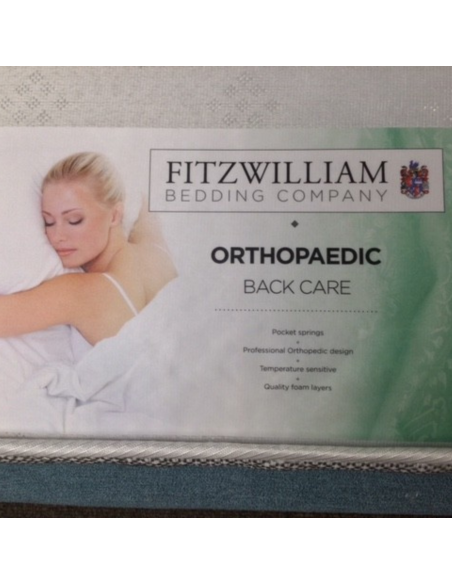 FITZWILLIAM
BEDDING COMPANY
ORTHOPAEDIC
BACK CARE
Pocket springs
+
Professional Orthopedic design
+
Temperature sensitive
+
Quality foam layers